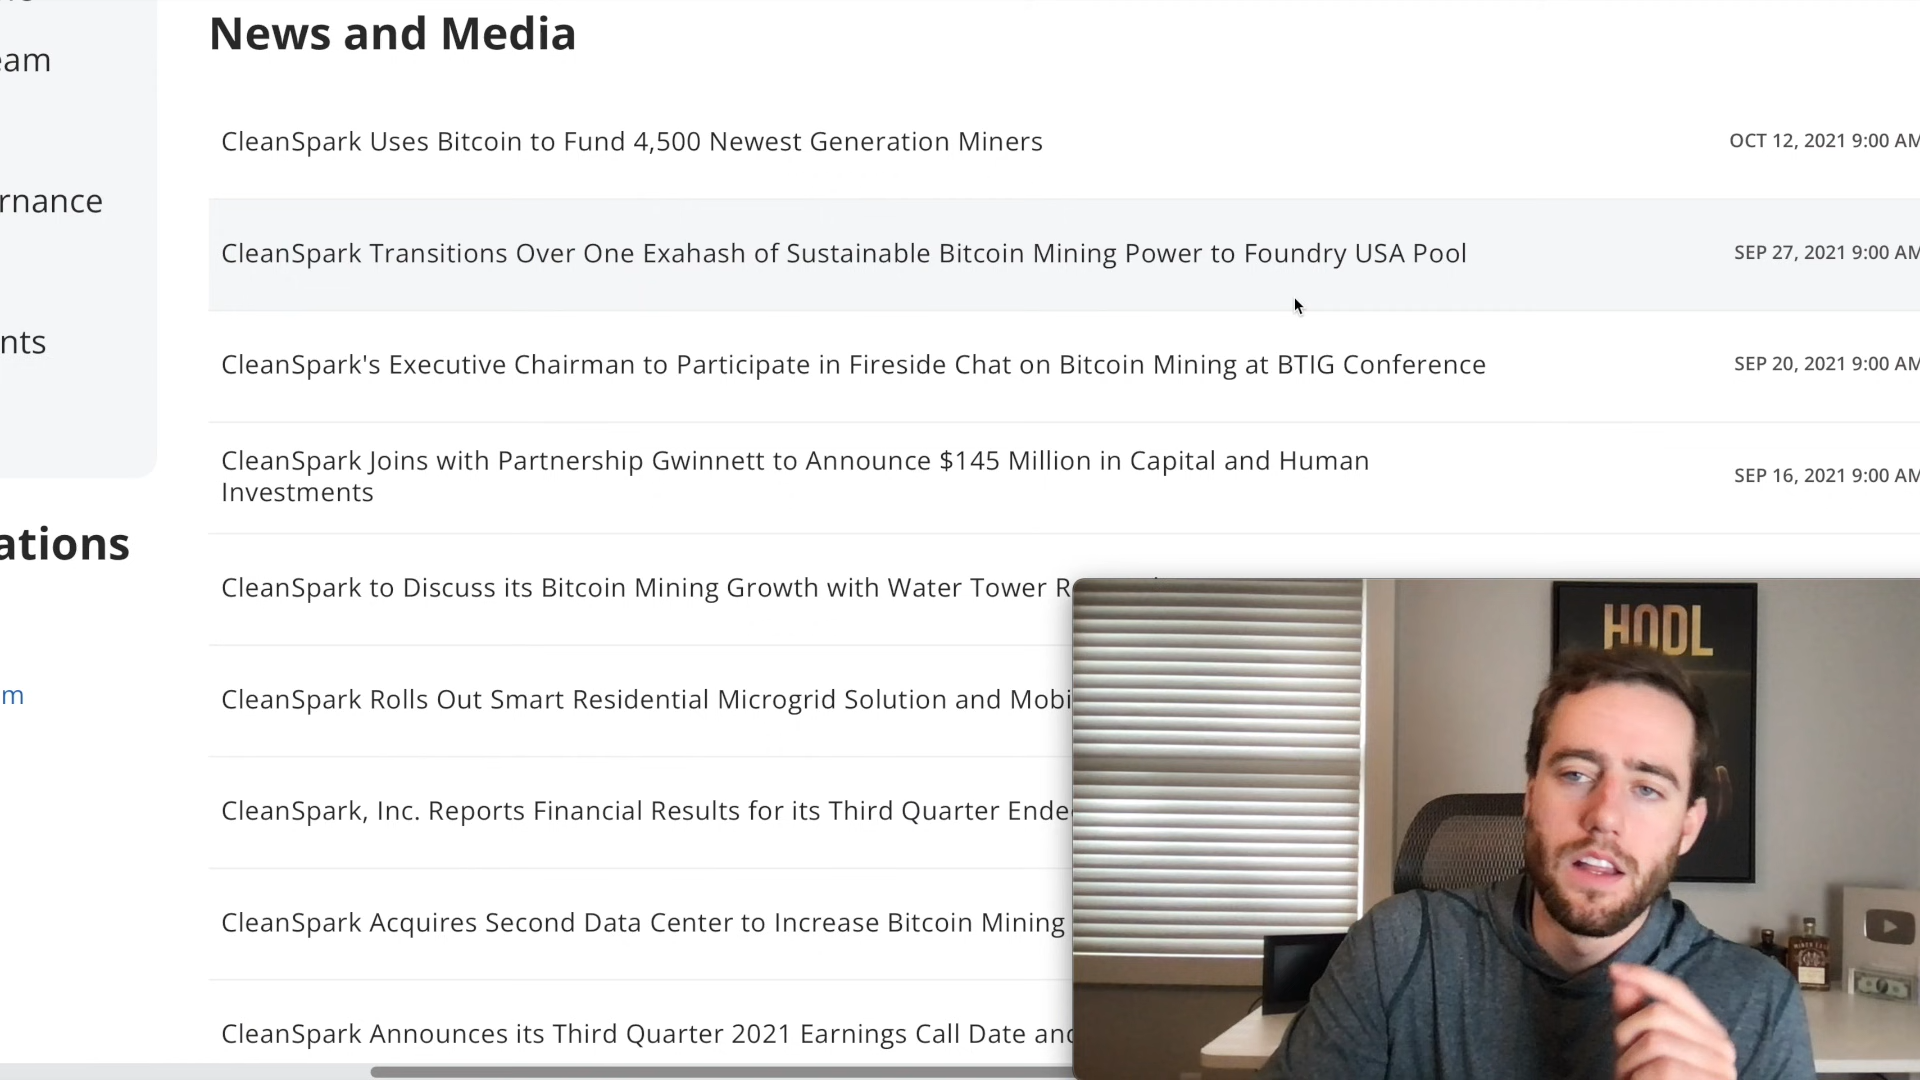 News and Media
eam
CleanSpark Uses Bitcoin to Fund 4,500 Newest Generation Miners
OCT 12, 2021 9:00 AM
rnance
CleanSpark Transitions Over One Exahash of Sustainable Bitcoin Mining Power to Foundry USA Pool
SEP 27, 2021 9:00 AM
nts
CleanSpark's Executive Chairman to Participate in Fireside Chat on Bitcoin Mining at BTIG Conference
SEP 20, 2021 9:00 AM
CleanSpark Joins with Partnership Gwinnett to Announce $145 Million in Capital and Human
Investments
SEP 16, 2021 9:00 AM
ations
CleanSpark to Discuss its Bitcoin Mining Growth with Water Tower R
HODL
m
CleanSpark Rolls Out Smart Residential Microgrid Solution and Mobi
CleanSpark, Inc. Reports Financial Results for its Third Quarter Ende
CleanSpark Acquires Second Data Center to Increase Bitcoin Mining
CleanSpark Announces its Third Quarter 2021 Earnings Call Date and